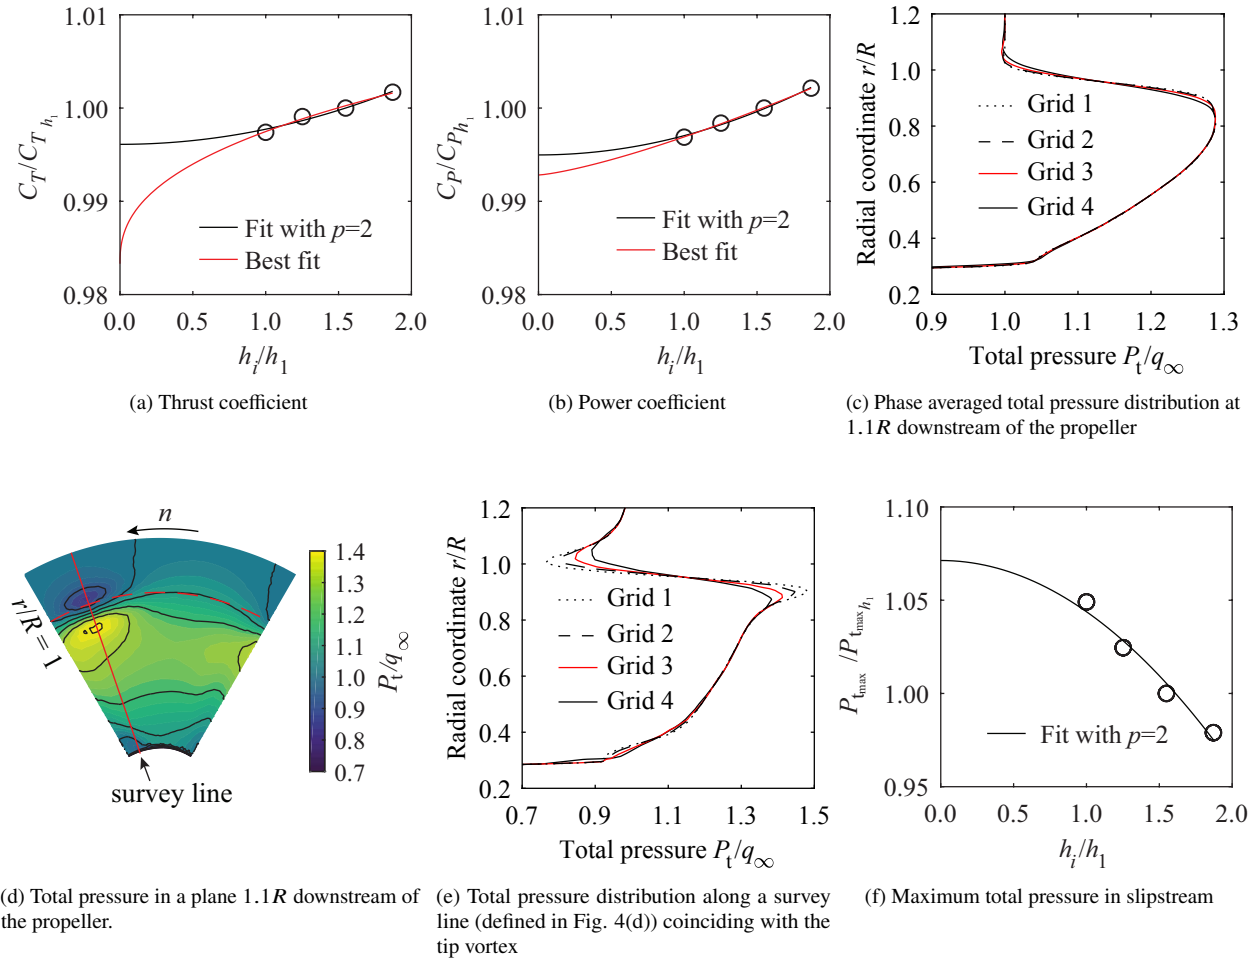 1.01
1.00
0.99
0.98
C_T/C_T h_1
Fit with p=2
Best fit
0.0 0.5 1.0 1.5 2.0
h_i/h_1
(a) Thrust coefficient
1.01
1.00
0.99
0.98
C_P/C_P h_1
Fit with p=2
Best fit
0.0 0.5 1.0 1.5 2.0
h_i/h_1
(b) Power coefficient
1.2
1.0
0.8
0.6
0.4
0.2
Radial coordinate r/R
Grid 1
Grid 2
Grid 3
Grid 4
0.9 1.0 1.1 1.2 1.3
Total pressure P_t/q_∞
(c) Phase averaged total pressure distribution at
1.1R downstream of the propeller
n
r/R = 1
survey line
1.4
1.3
1.2
1.1
1.0
0.9
0.8
0.7
P_t/q_∞
(d) Total pressure in a plane 1.1R downstream of
the propeller.
1.2
1.0
0.8
0.6
0.4
0.2
Radial coordinate r/R
Grid 1
Grid 2
Grid 3
Grid 4
0.7 0.9 1.1 1.3 1.5
Total pressure P_t/q_∞
(e) Total pressure distribution along a survey
line (defined in Fig. 4(d)) coinciding with the
tip vortex
1.10
1.05
1.00
0.95
P_t_max/P_t_max h_1
Fit with p=2
0.0 0.5 1.0 1.5 2.0
h_i/h_1
(f) Maximum total pressure in slipstream